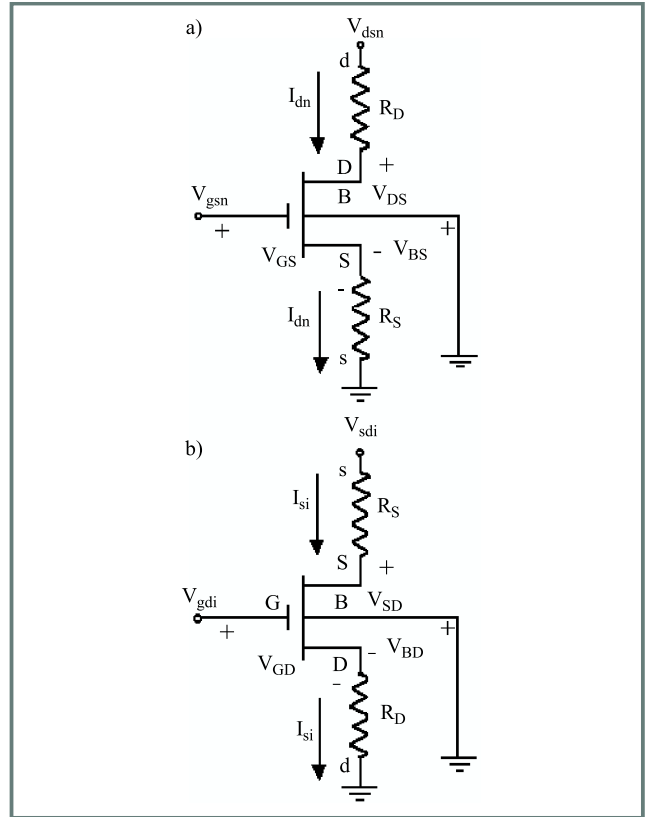 a)
V_dsn
d
I_dn
R_D
D +
V_gsn
B V_DS
+ +
V_GS - V_BS
S
-
I_dn R_S
s
b)
V_sdi
s
I_si R_S
S +
V_gdi G B V_SD
+ +
V_GD - V_BD
D
-
I_si R_D
d